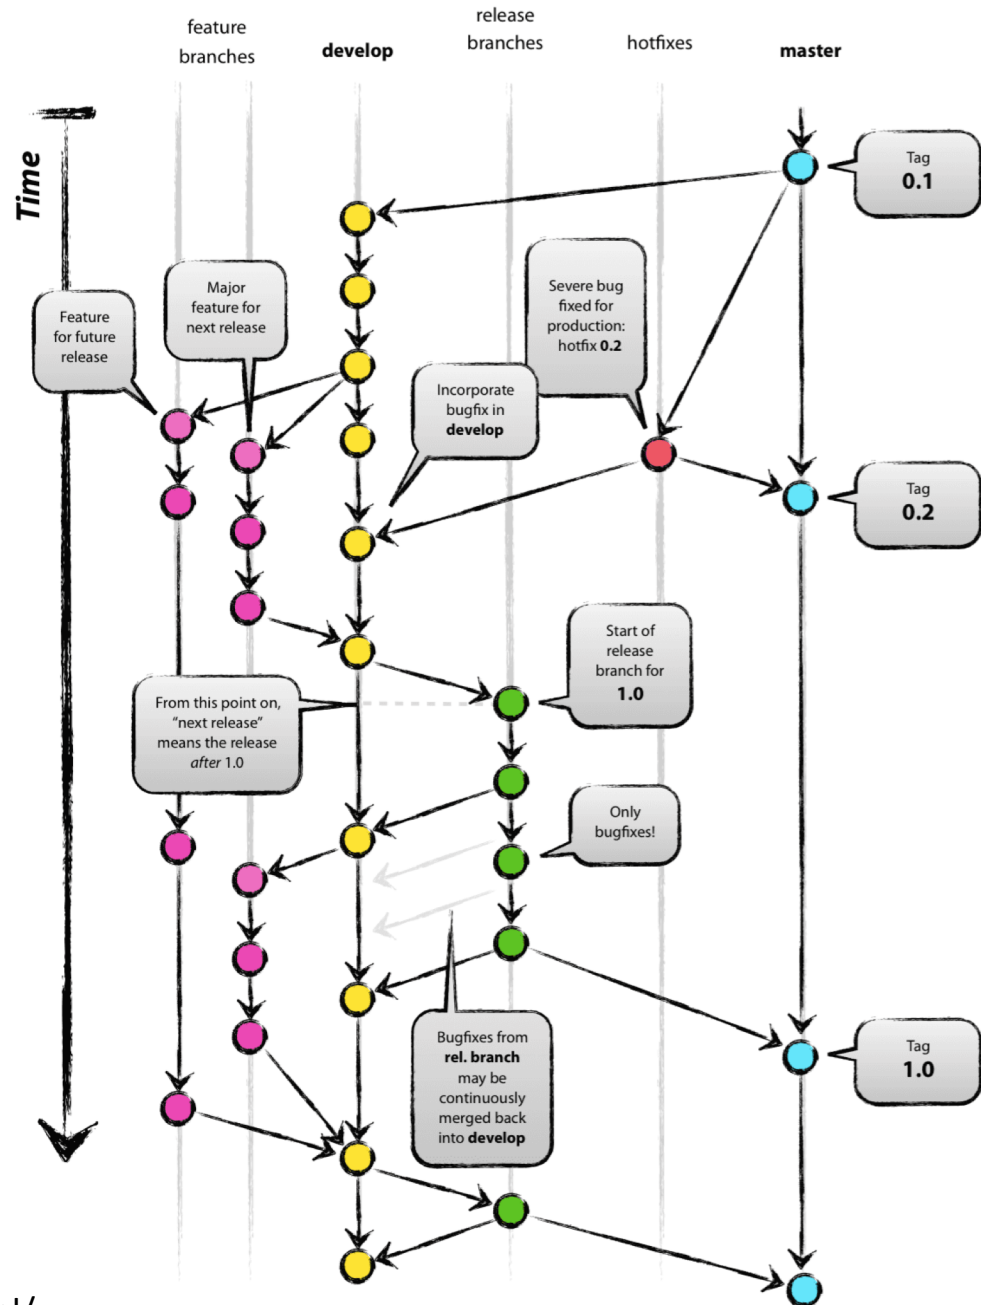 feature
branches
develop
release
branches
hotfixes
master
Time
Tag
0.1
Feature
for future
release
Major
feature for
next release
Severe bug
fixed for
production:
hotfix 0.2
Incorporate
bugfix in
develop
Tag
0.2
Start of
release
branch for
1.0
From this point on,
“next release”
means the release
after 1.0
Only
bugfixes!
Bugfixes from
rel. branch
may be
continuously
merged back
into develop
Tag
1.0